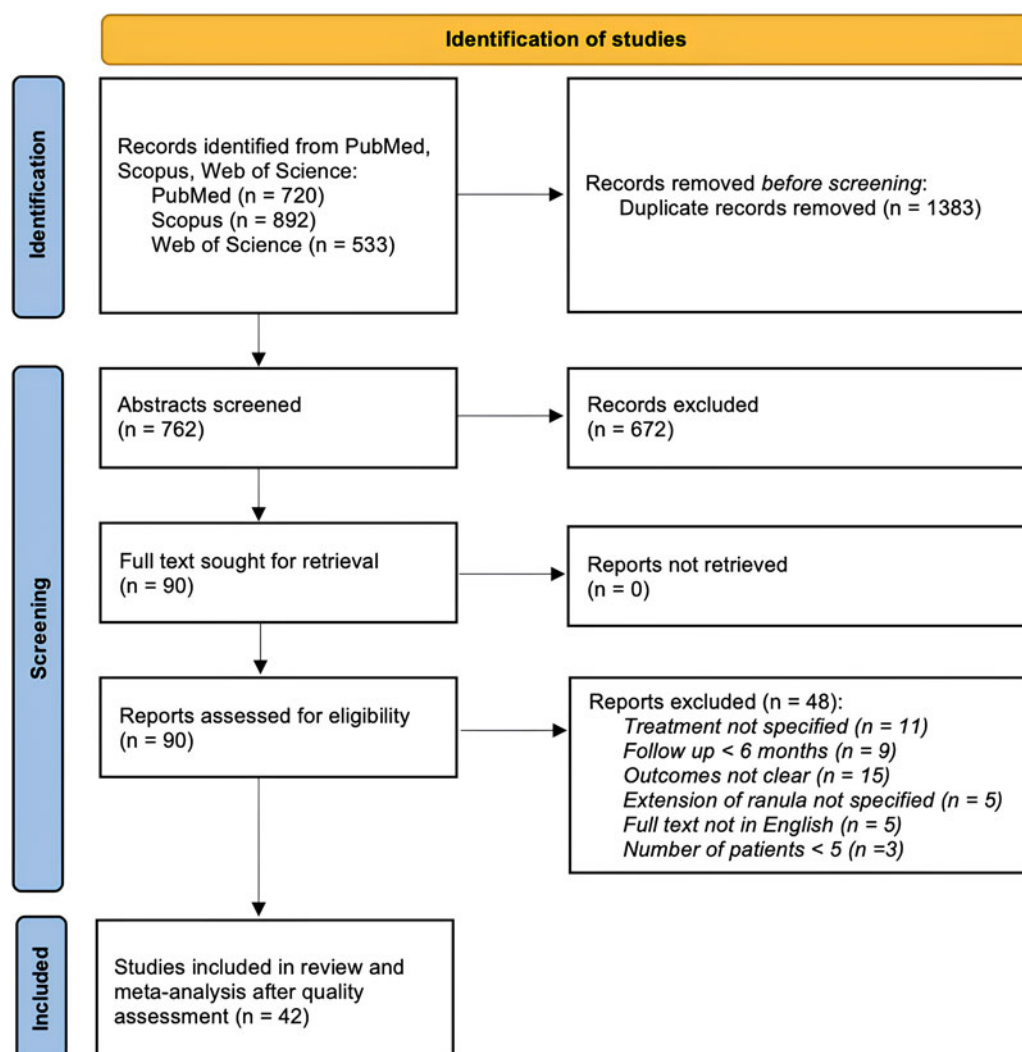 Identification of studies
Identification
Records identified from PubMed,
Scopus, Web of Science:
PubMed (n = 720)
Scopus (n = 892)
Web of Science (n = 533)
Records removed before screening:
Duplicate records removed (n = 1383)
Screening
Abstracts screened
(n = 762)
Records excluded
(n = 672)
Full text sought for retrieval
(n = 90)
Reports not retrieved
(n = 0)
Reports assessed for eligibility
(n = 90)
Reports excluded (n = 48):
Treatment not specified (n = 11)
Follow up < 6 months (n = 9)
Outcomes not clear (n = 15)
Extension of ranula not specified (n = 5)
Full text not in English (n = 5)
Number of patients < 5 (n =3)
Included
Studies included in review and
meta-analysis after quality
assessment (n = 42)